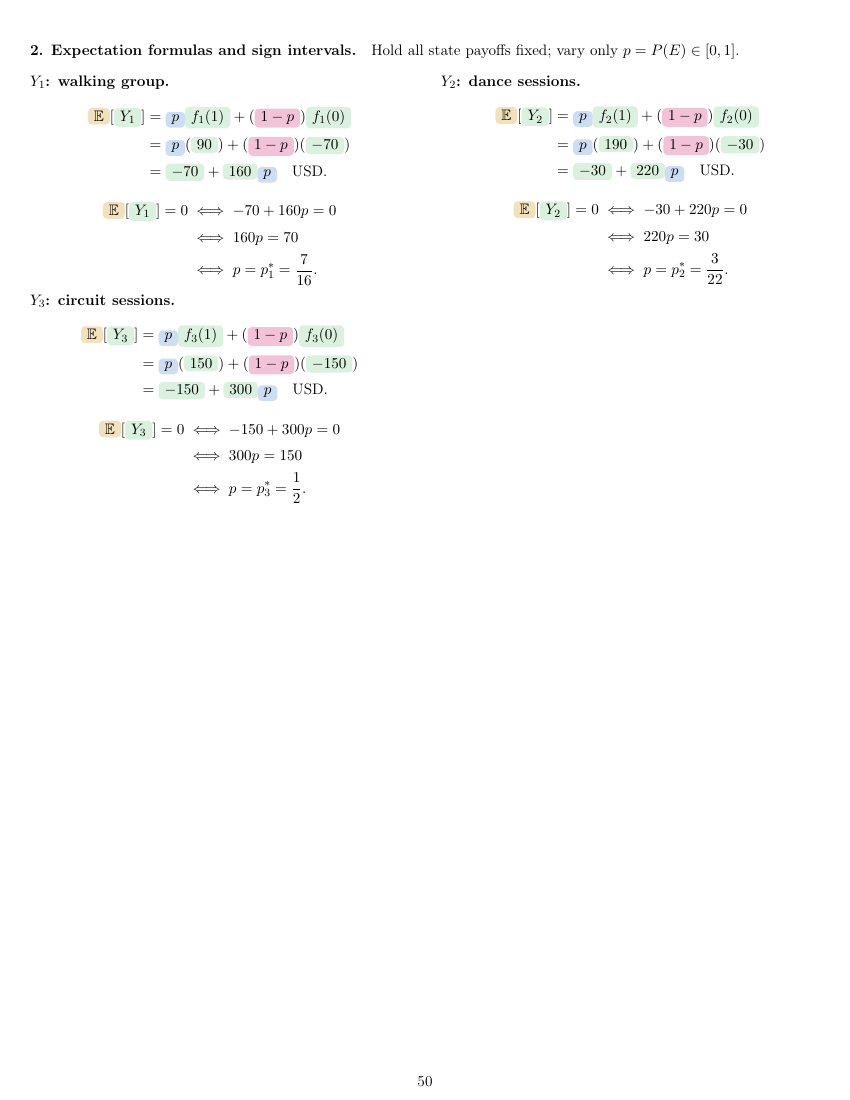 2. Expectation formulas and sign intervals. Hold all state payoffs fixed; vary only p = P(E) ∈ [0, 1].
Y₁: walking group.
𝔼[ Y₁ ] = p f₁(1) + ( 1 − p ) f₁(0)
= p ( 90 ) + ( 1 − p )( −70 )
= −70 + 160 p USD.
𝔼[ Y₁ ] = 0 ⟺ −70 + 160p = 0
⟺ 160p = 70
⟺ p = p₁* = 7/16.
Y₂: dance sessions.
𝔼[ Y₂ ] = p f₂(1) + ( 1 − p ) f₂(0)
= p ( 190 ) + ( 1 − p )( −30 )
= −30 + 220 p USD.
𝔼[ Y₂ ] = 0 ⟺ −30 + 220p = 0
⟺ 220p = 30
⟺ p = p₂* = 3/22.
Y₃: circuit sessions.
𝔼[ Y₃ ] = p f₃(1) + ( 1 − p ) f₃(0)
= p ( 150 ) + ( 1 − p )( −150 )
= −150 + 300 p USD.
𝔼[ Y₃ ] = 0 ⟺ −150 + 300p = 0
⟺ 300p = 150
⟺ p = p₃* = 1/2.
50